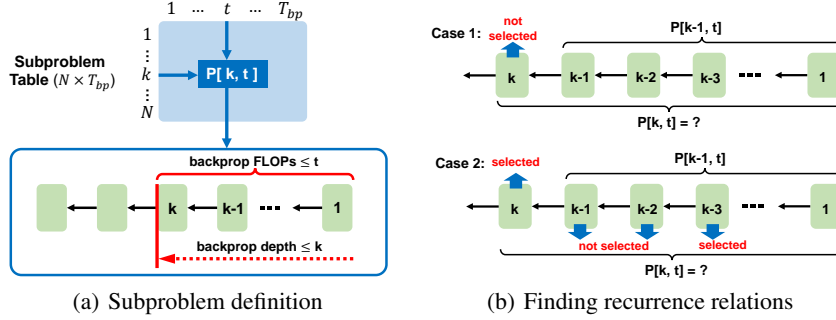 1 ... t ... T_bp
Subproblem
Table (N × T_bp)
1
⋮
k
⋮
N
P[ k, t ]
backprop FLOPs ≤ t
k
k-1
1
backprop depth ≤ k
(a) Subproblem definition
Case 1:
not
selected
P[k-1, t]
k
k-1
k-2
k-3
1
P[k, t] = ?
Case 2:
selected
P[k-1, t]
k
k-1
k-2
k-3
1
not selected
selected
P[k, t] = ?
(b) Finding recurrence relations